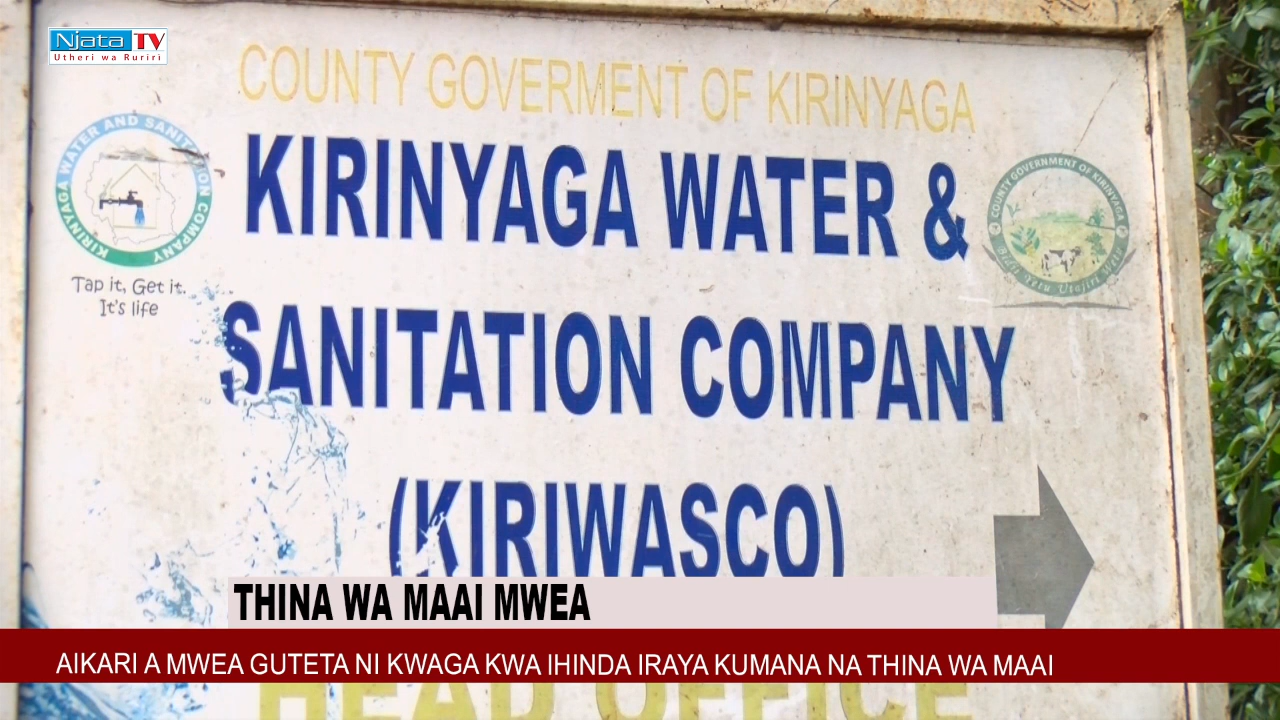 Njata TV
Utheri wa Ruriri
COUNTY GOVERMENT OF KIRINYAGA
KIRINYAGA WATER AND SANITATION COMPANY
Tap it, Get it.
It's life
KIRINYAGA WATER &
SANITATION COMPANY
(KIRIWASCO)
COUNTY GOVERNMENT OF KIRINYAGA
THINA WA MAAI MWEA
AIKARI A MWEA GUTETA NI KWAGA KWA IHINDA IRAYA KUMANA NA THINA WA MAAI
HEAD OFFICE